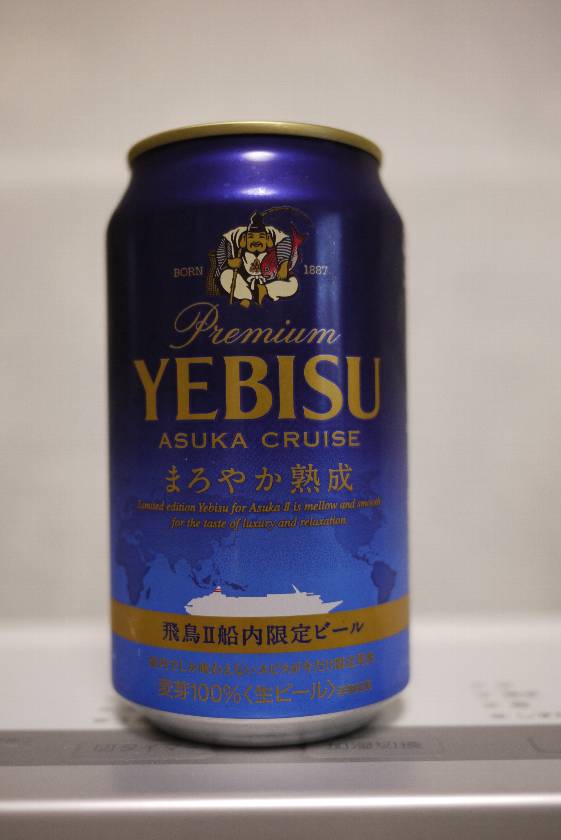 BORN 1887
Premium
YEBISU
ASUKA CRUISE
まろやか熟成
Limited edition Yebisu for Asuka II is mellow and smooth
for the taste of luxury and relaxation.
飛鳥Ⅱ船内限定ビール
麦芽100%〈生ビール〉